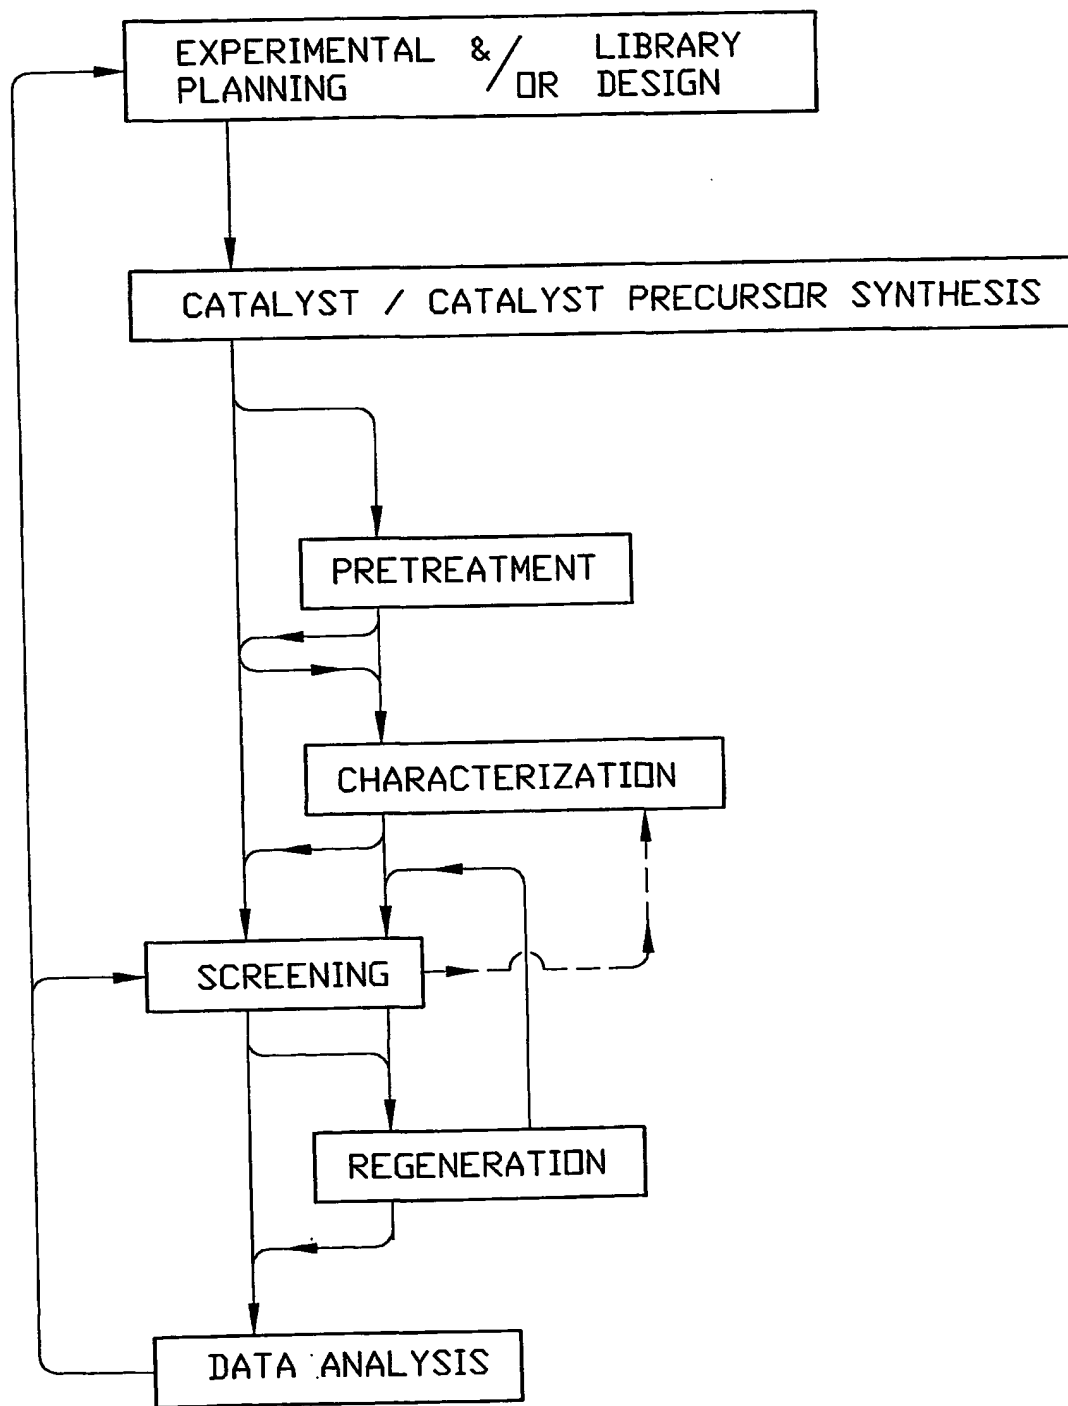 EXPERIMENTAL &/OR LIBRARY
PLANNING DESIGN
CATALYST / CATALYST PRECURSOR SYNTHESIS
PRETREATMENT
CHARACTERIZATION
SCREENING
REGENERATION
DATA ANALYSIS